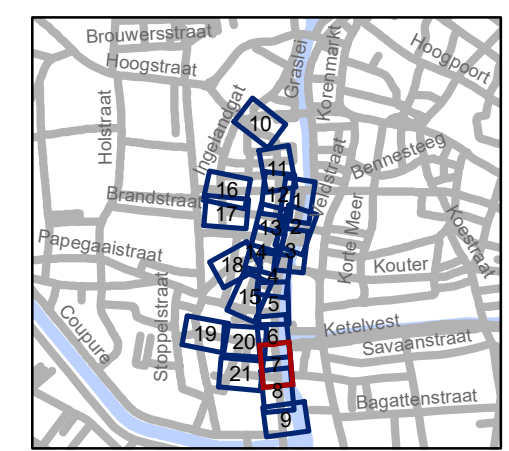 Brouwersstraat
Hoogstraat
Graslei
Korenmarkt
Hoogpoort
Holstraat
Ingelandgat
10
Bennesteeg
11
16
12
1
Veldstraat
Brandstraat
17
13
2
Korte Meer
Koestraat
Papegaaistraat
14
3
18
4
Kouter
15
5
Coupure
Stoppelstraat
19
20
6
Ketelvest
Savaanstraat
21
7
8
Bagattenstraat
9